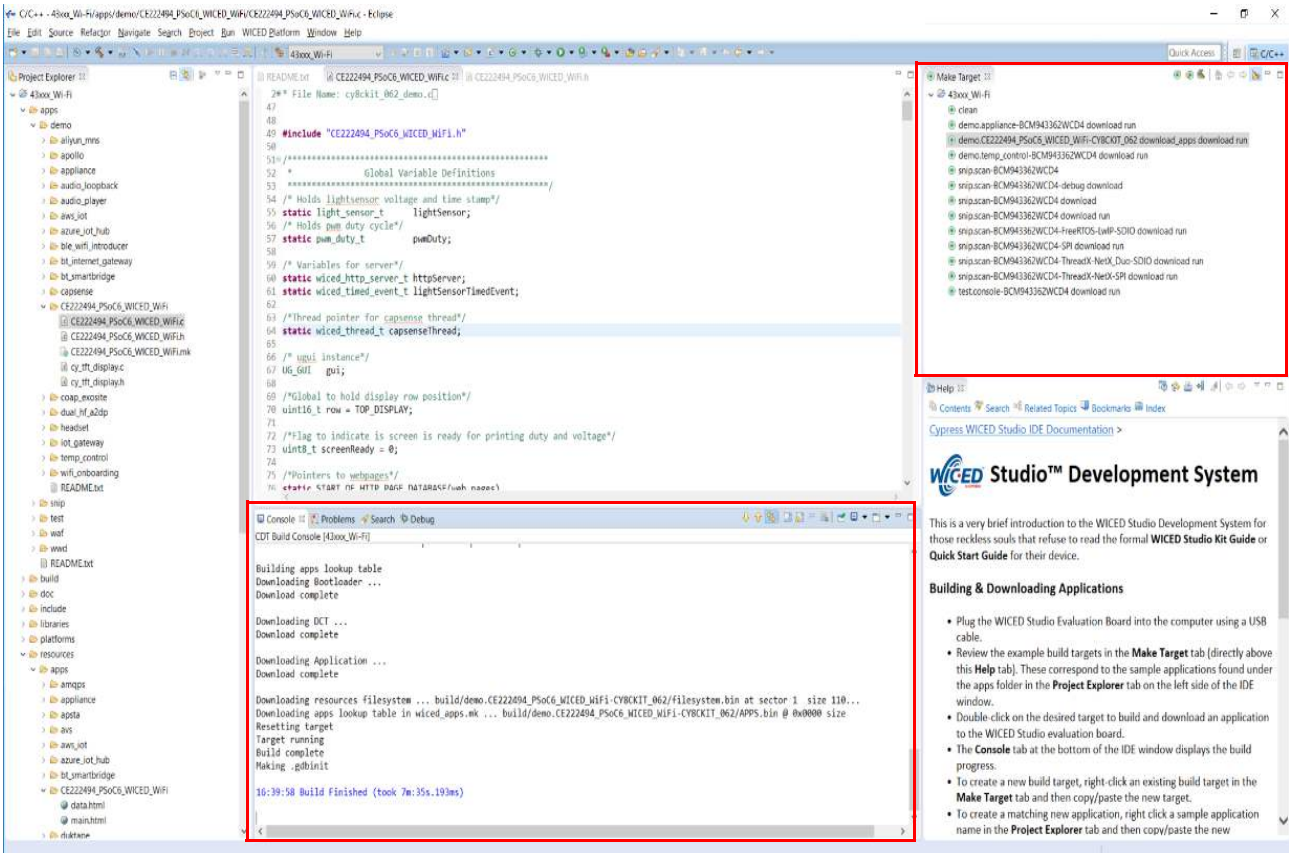 C/C++ - 43xxx_Wi-Fi/apps/demo/CE222494_PSoC6_WICED_WiFi/CE222494_PSoC6_WICED_WiFi.c - Eclipse
File Edit Source Refactor Navigate Search Project Run WICED Platform Window Help
43xxx_Wi-Fi
Quick Access
C/C++
Project Explorer
43xxx_Wi-Fi
apps
demo
aliyun_mns
apollo
appliance
audio_loopback
audio_player
aws_iot
azure_iot_hub
ble_wifi_introducer
bt_internet_gateway
bt_smartbridge
capsense
CE222494_PSoC6_WICED_WiFi
CE222494_PSoC6_WICED_WiFi.c
CE222494_PSoC6_WICED_WiFi.h
CE222494_PSoC6_WICED_WiFi.mk
cy_tft_display.c
cy_tft_display.h
coap_exosite
dual_hf_a2dp
headset
iot_gateway
temp_control
wifi_onboarding
README.txt
snip
test
waf
wwd
README.txt
build
doc
include
libraries
platforms
resources
apps
amqps
appliance
apsta
avs
aws_iot
azure_iot_hub
bt_smartbridge
CE222494_PSoC6_WICED_WiFi
data.html
main.html
duktape
README.txt CE222494_PSoC6_WICED_WiFi.c CE222494_PSoC6_WICED_WiFi.h
2 * File Name: cy8ckit_062_demo.c
47
48
49 #include "CE222494_PSoC6_WICED_WiFi.h"
50
51 /*******************************************************
52 * Global Variable Definitions
53 *******************************************************/
54 /* Holds lightsensor voltage and time stamp*/
55 static light_sensor_t lightSensor;
56 /* Holds pwm duty cycle*/
57 static pwm_duty_t pwmDuty;
58
59 /* Variables for server*/
60 static wiced_http_server_t httpServer;
61 static wiced_timed_event_t lightSensorTimedEvent;
62
63 /*Thread pointer for capsense thread*/
64 static wiced_thread_t capsenseThread;
65
66 /* ugui instance*/
67 UG_GUI gui;
68
69 /*Global to hold display row position*/
70 uint16_t row = TOP_DISPLAY;
71
72 /*Flag to indicate is screen is ready for printing duty and voltage*/
73 uint8_t screenReady = 0;
74
75 /*Pointers to webpages*/
76 static START_OF_HTTP_PAGE_DATABASE(web_pages)
Console Problems Search Debug
CDT Build Console [43xxx_Wi-Fi]
Building apps lookup table
Downloading Bootloader ...
Download complete
Downloading DCT ...
Download complete
Downloading Application ...
Download complete
Downloading resources filesystem ... build/demo.CE222494_PSoC6_WICED_WiFi-CY8CKIT_062/filesystem.bin at sector 1 size 110...
Downloading apps lookup table in wiced_apps.mk ... build/demo.CE222494_PSoC6_WICED_WiFi-CY8CKIT_062/APPS.bin @ 0x0000 size
Resetting target
Target running
Build complete
Making .gdbinit
16:39:58 Build Finished (took 7m:35s.193ms)
Make Target
43xxx_Wi-Fi
clean
demo.appliance-BCM943362WCD4 download run
demo.CE222494_PSoC6_WICED_WiFi-CY8CKIT_062 download_apps download run
demo.temp_control-BCM943362WCD4 download run
snip.scan-BCM943362WCD4
snip.scan-BCM943362WCD4-debug download
snip.scan-BCM943362WCD4 download
snip.scan-BCM943362WCD4 download run
snip.scan-BCM943362WCD4-FreeRTOS-LwIP-SDIO download run
snip.scan-BCM943362WCD4-SPI download run
snip.scan-BCM943362WCD4-ThreadX-NetX_Duo-SDIO download run
snip.scan-BCM943362WCD4-ThreadX-NetX-SPI download run
test.console-BCM943362WCD4 download run
Help
Contents Search Related Topics Bookmarks Index
Cypress WICED Studio IDE Documentation >
WICED Studio™ Development System
This is a very brief introduction to the WICED Studio Development System for
those reckless souls that refuse to read the formal WICED Studio Kit Guide or
Quick Start Guide for their device.
Building & Downloading Applications
• Plug the WICED Studio Evaluation Board into the computer using a USB
cable.
• Review the example build targets in the Make Target tab (directly above
this Help tab). These correspond to the sample applications found under
the apps folder in the Project Explorer tab on the left side of the IDE
window.
• Double-click on the desired target to build and download an application
to the WICED Studio evaluation board.
• The Console tab at the bottom of the IDE window displays the build
progress.
• To create a new build target, right-click an existing build target in the
Make Target tab and then copy/paste the new target.
• To create a matching new application, right click a sample application
name in the Project Explorer tab and then copy/paste the new